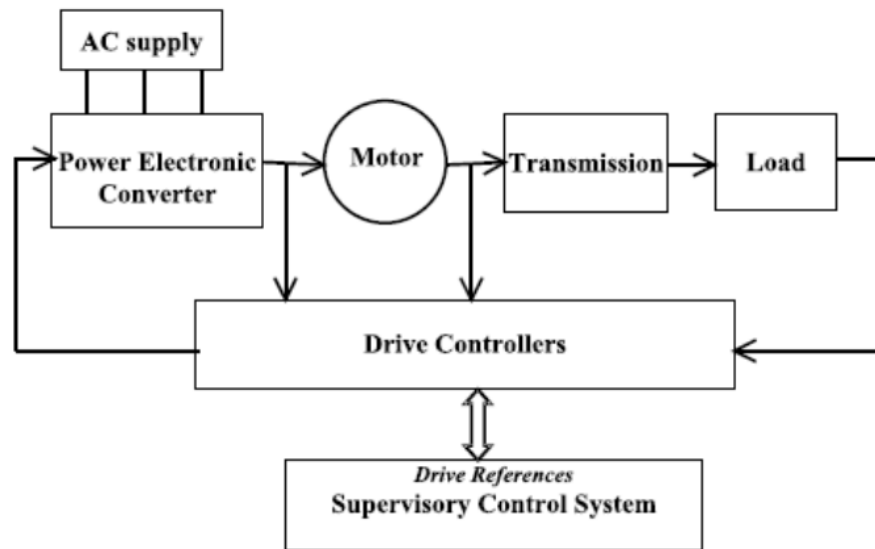 AC supply
Power Electronic
Converter
Motor
Transmission
Load
Drive Controllers
Drive References
Supervisory Control System